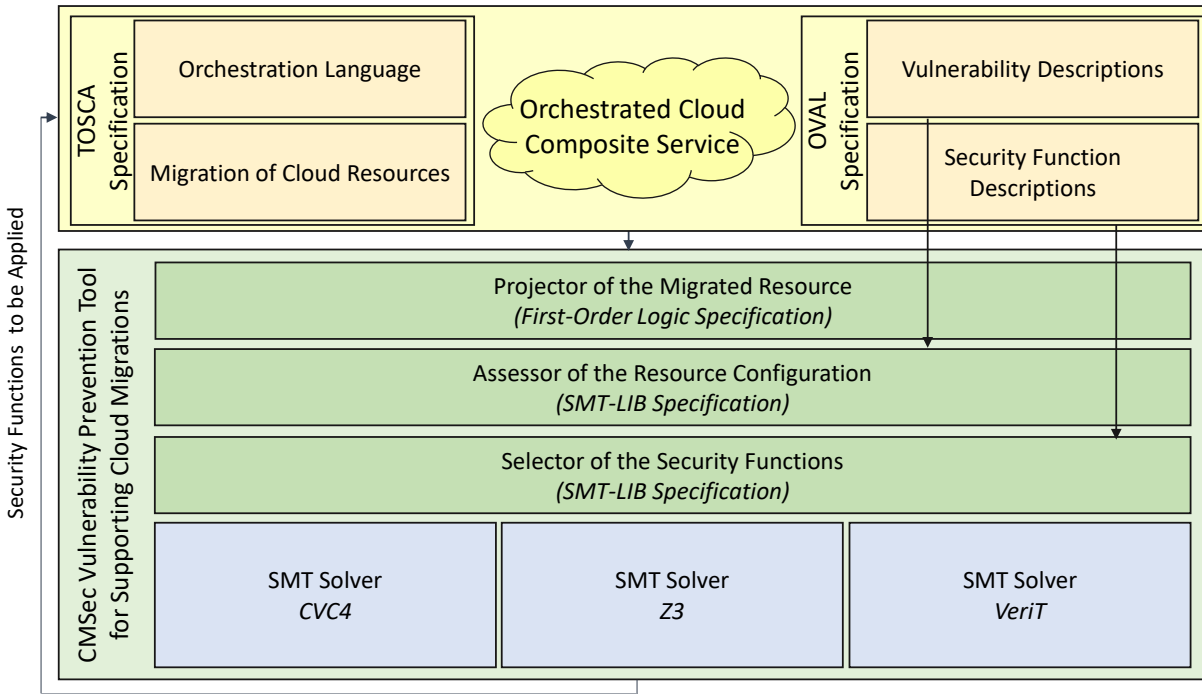 TOSCA
Specification
Orchestration Language
Migration of Cloud Resources
Orchestrated Cloud
Composite Service
OVAL
Specification
Vulnerability Descriptions
Security Function
Descriptions
Security Functions to be Applied
CMSec Vulnerability Prevention Tool
for Supporting Cloud Migrations
Projector of the Migrated Resource
(First-Order Logic Specification)
Assessor of the Resource Configuration
(SMT-LIB Specification)
Selector of the Security Functions
(SMT-LIB Specification)
SMT Solver
CVC4
SMT Solver
Z3
SMT Solver
VeriT